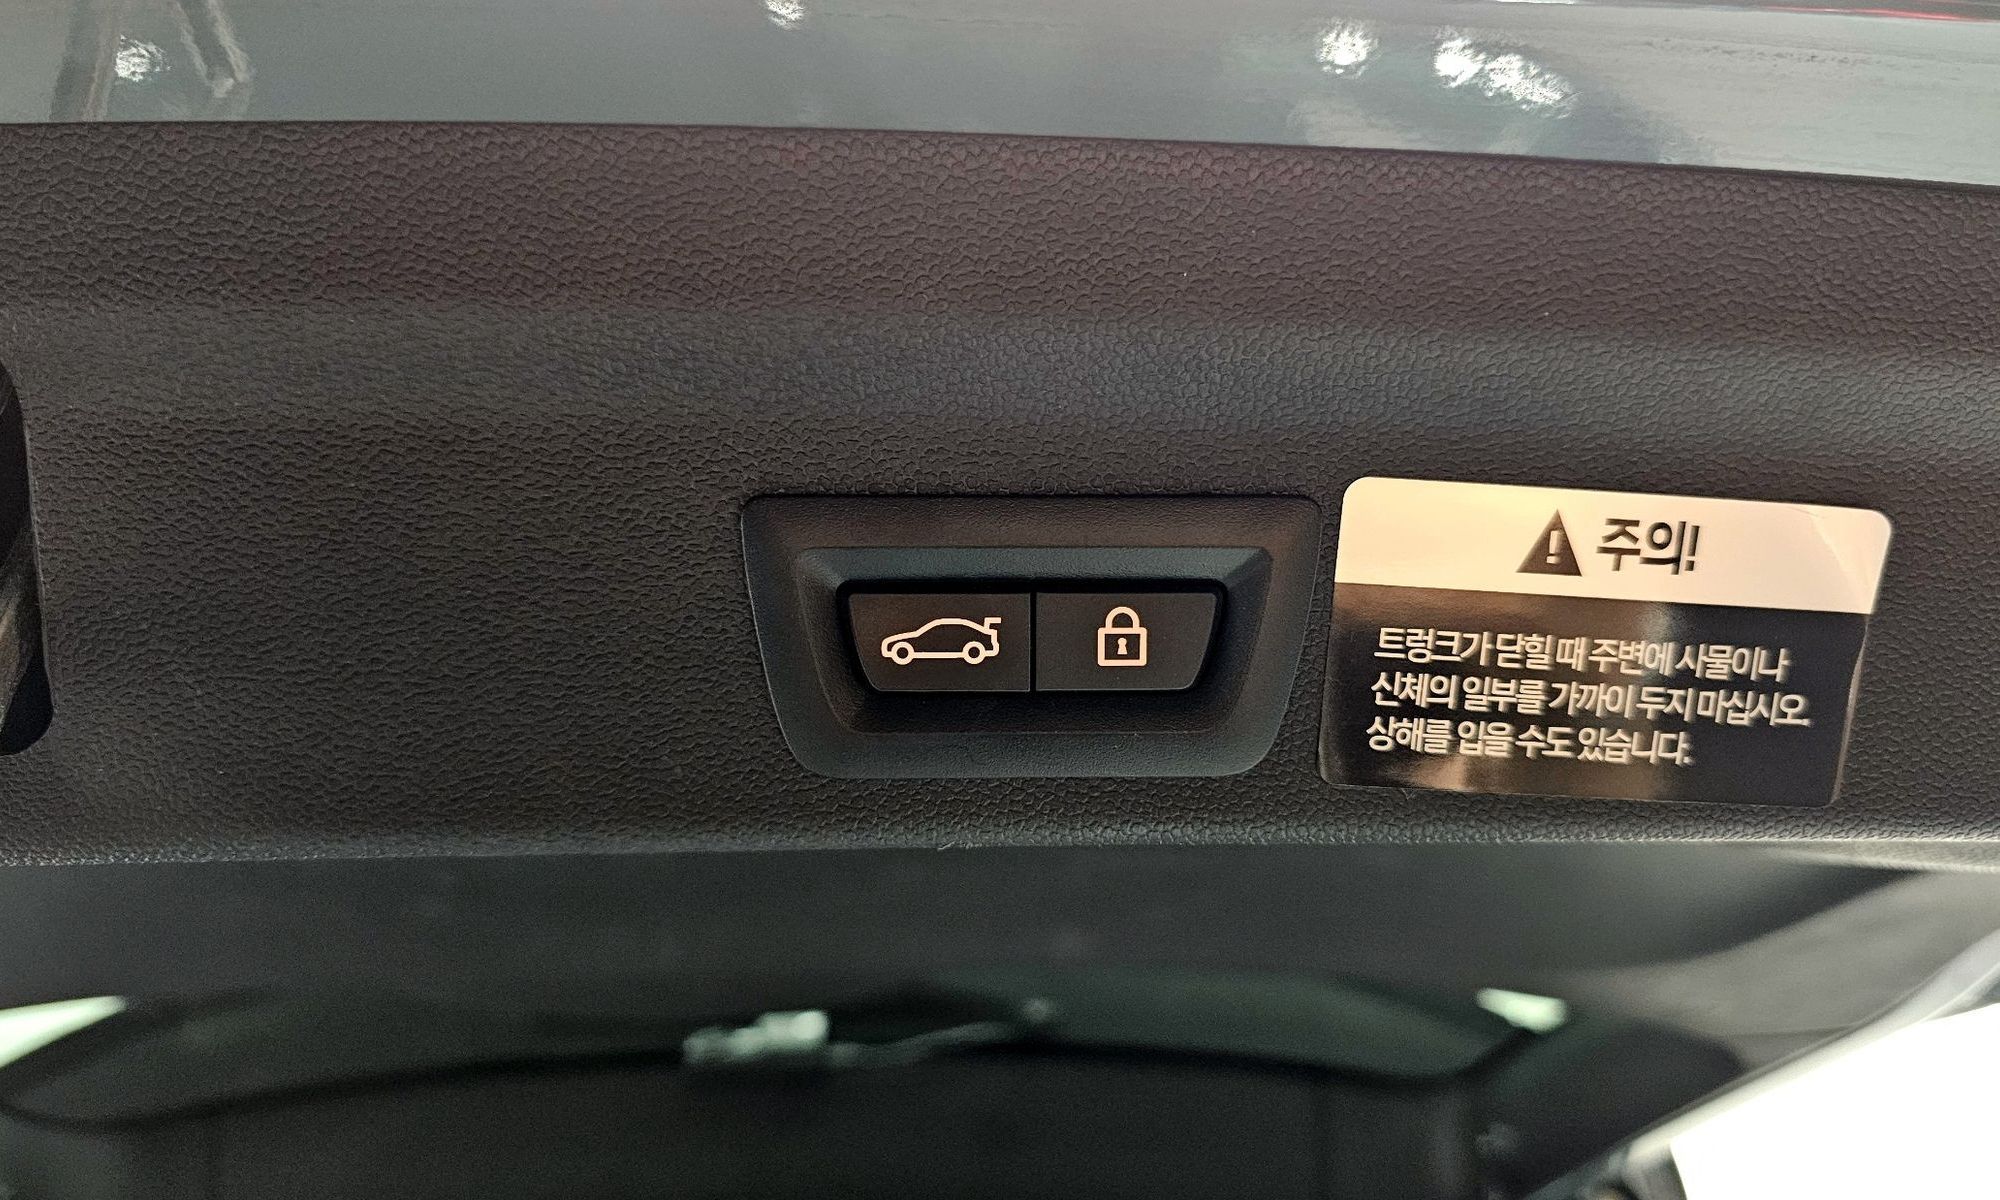 주의!
트렁크가 닫힐 때 주변에 사물이나
신체의 일부를 가까이 두지 마십시오.
상해를 입을 수도 있습니다.